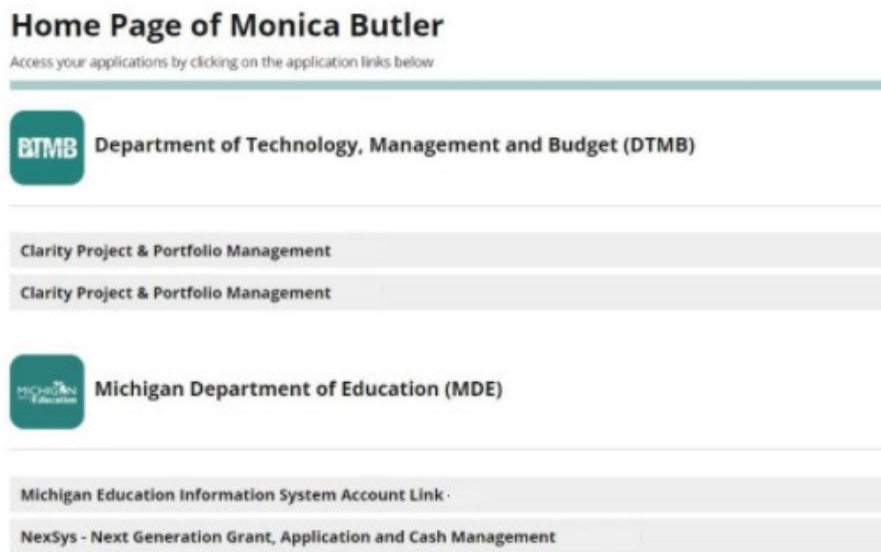 Home Page of Monica Butler
Access your applications by clicking on the application links below
DTMB
Department of Technology, Management and Budget (DTMB)
Clarity Project & Portfolio Management
Clarity Project & Portfolio Management
MICHIGAN
Education
Michigan Department of Education (MDE)
Michigan Education Information System Account Link
NexSys - Next Generation Grant, Application and Cash Management